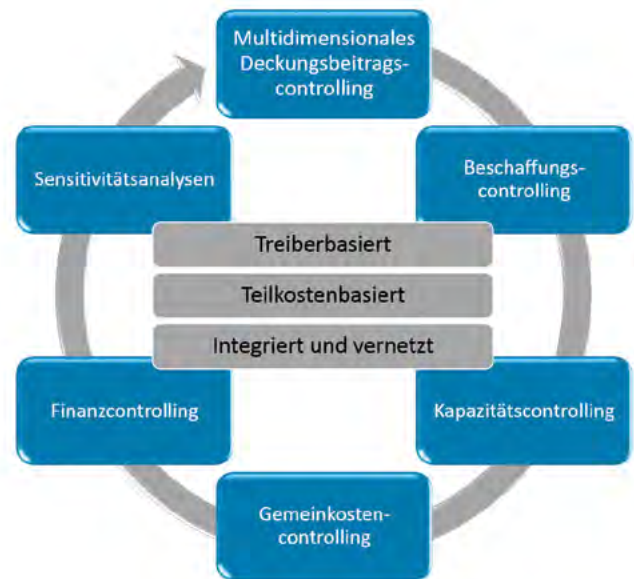 Multidimensionales
Deckungsbeitrags-
controlling
Sensitivitätsanalysen
Beschaffungs-
controlling
Treiberbasiert
Teilkostenbasiert
Integriert und vernetzt
Finanzcontrolling
Kapazitätscontrolling
Gemeinkosten-
controlling